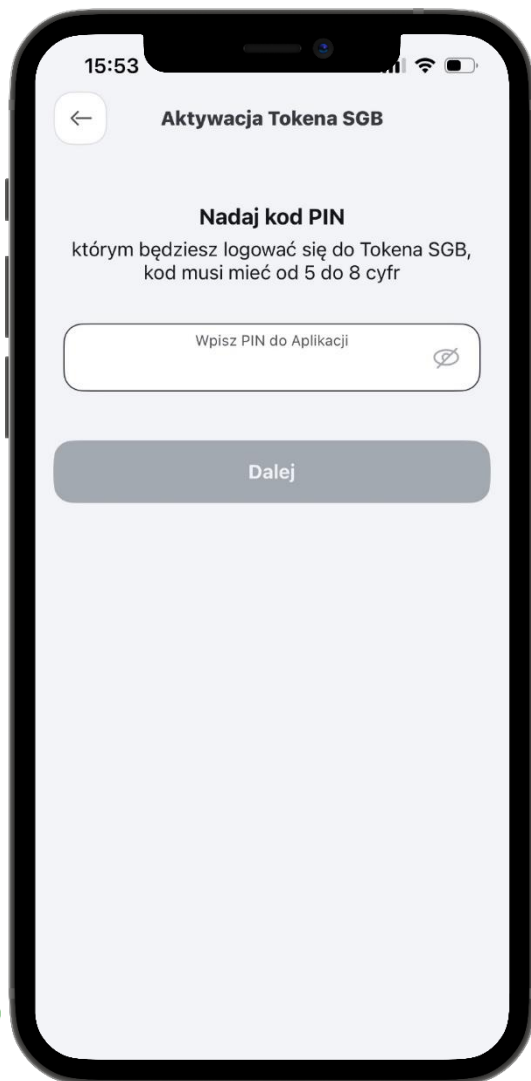 15:53
Aktywacja Tokena SGB
Nadaj kod PIN
którym będziesz logować się do Tokena SGB,
kod musi mieć od 5 do 8 cyfr
Wpisz PIN do Aplikacji
Dalej